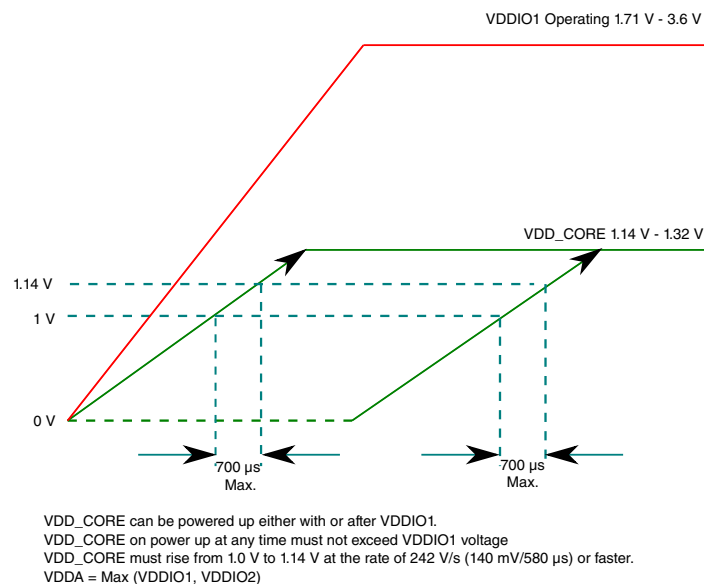 VDDIO1 Operating 1.71 V - 3.6 V
VDD_CORE 1.14 V - 1.32 V
1.14 V
1 V
0 V
700 µs
Max.
700 µs
Max.
VDD_CORE can be powered up either with or after VDDIO1.
VDD_CORE on power up at any time must not exceed VDDIO1 voltage
VDD_CORE must rise from 1.0 V to 1.14 V at the rate of 242 V/s (140 mV/580 µs) or faster.
VDDA = Max (VDDIO1, VDDIO2)